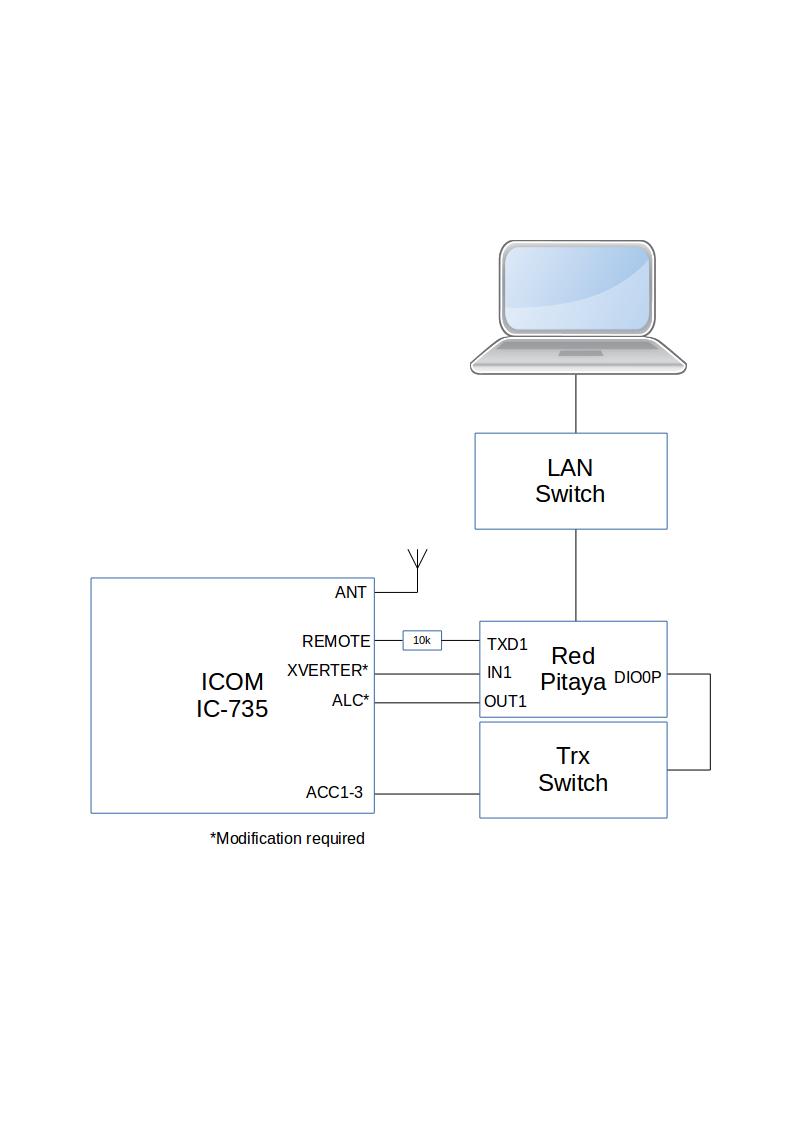 LAN
Switch
ANT
REMOTE
10k
TXD1
XVERTER*
IN1
ALC*
OUT1
Red
Pitaya
DIO0P
ICOM
IC-735
Trx
Switch
ACC1-3
*Modification required